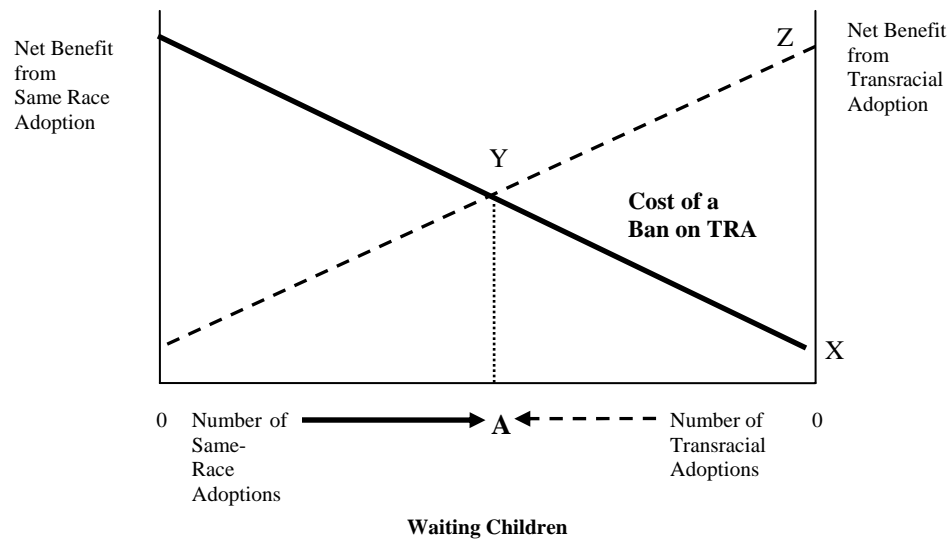 Net Benefit
from
Same Race
Adoption
Z
Net Benefit
from
Transracial
Adoption
Y
Cost of a
Ban on TRA
X
0
Number of
Same-
Race
Adoptions
A
Number of
Transracial
Adoptions
0
Waiting Children